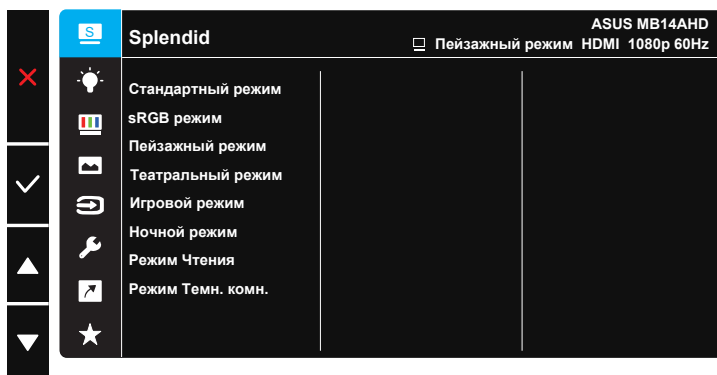 S
Splendid
ASUS MB14AHD
Пейзажный режим HDMI 1080p 60Hz
Стандартный режим
sRGB режим
Пейзажный режим
Театральный режим
Игровой режим
Ночной режим
Режим Чтения
Режим Темн. комн.